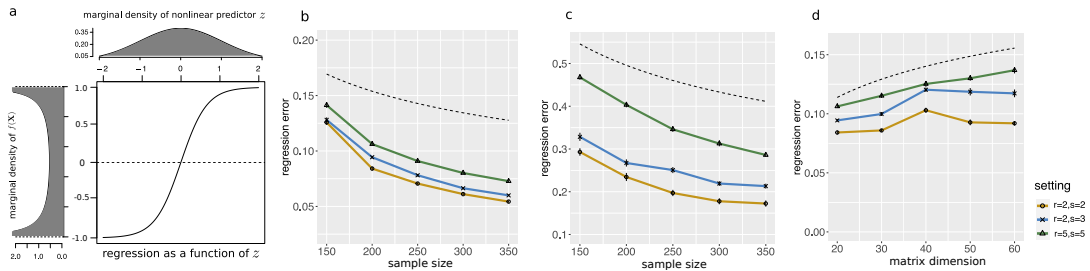 a
marginal density of nonlinear predictor z
0.35
0.25
0.15
0.05
−2
−1
0
1
2
marginal density of f(X)
1.0
0.5
0
-0.5
-1.0
2.0
1.0
0.0
regression as a function of z
b
0.20
0.15
0.10
0.05
regression error
150
200
250
300
350
sample size
c
0.5
0.4
0.3
0.2
0.1
regression error
150
200
250
300
350
sample size
d
0.15
0.10
0.05
0.00
regression error
20
30
40
50
60
matrix dimension
setting
r=2,s=2
r=2,s=3
r=5,s=5